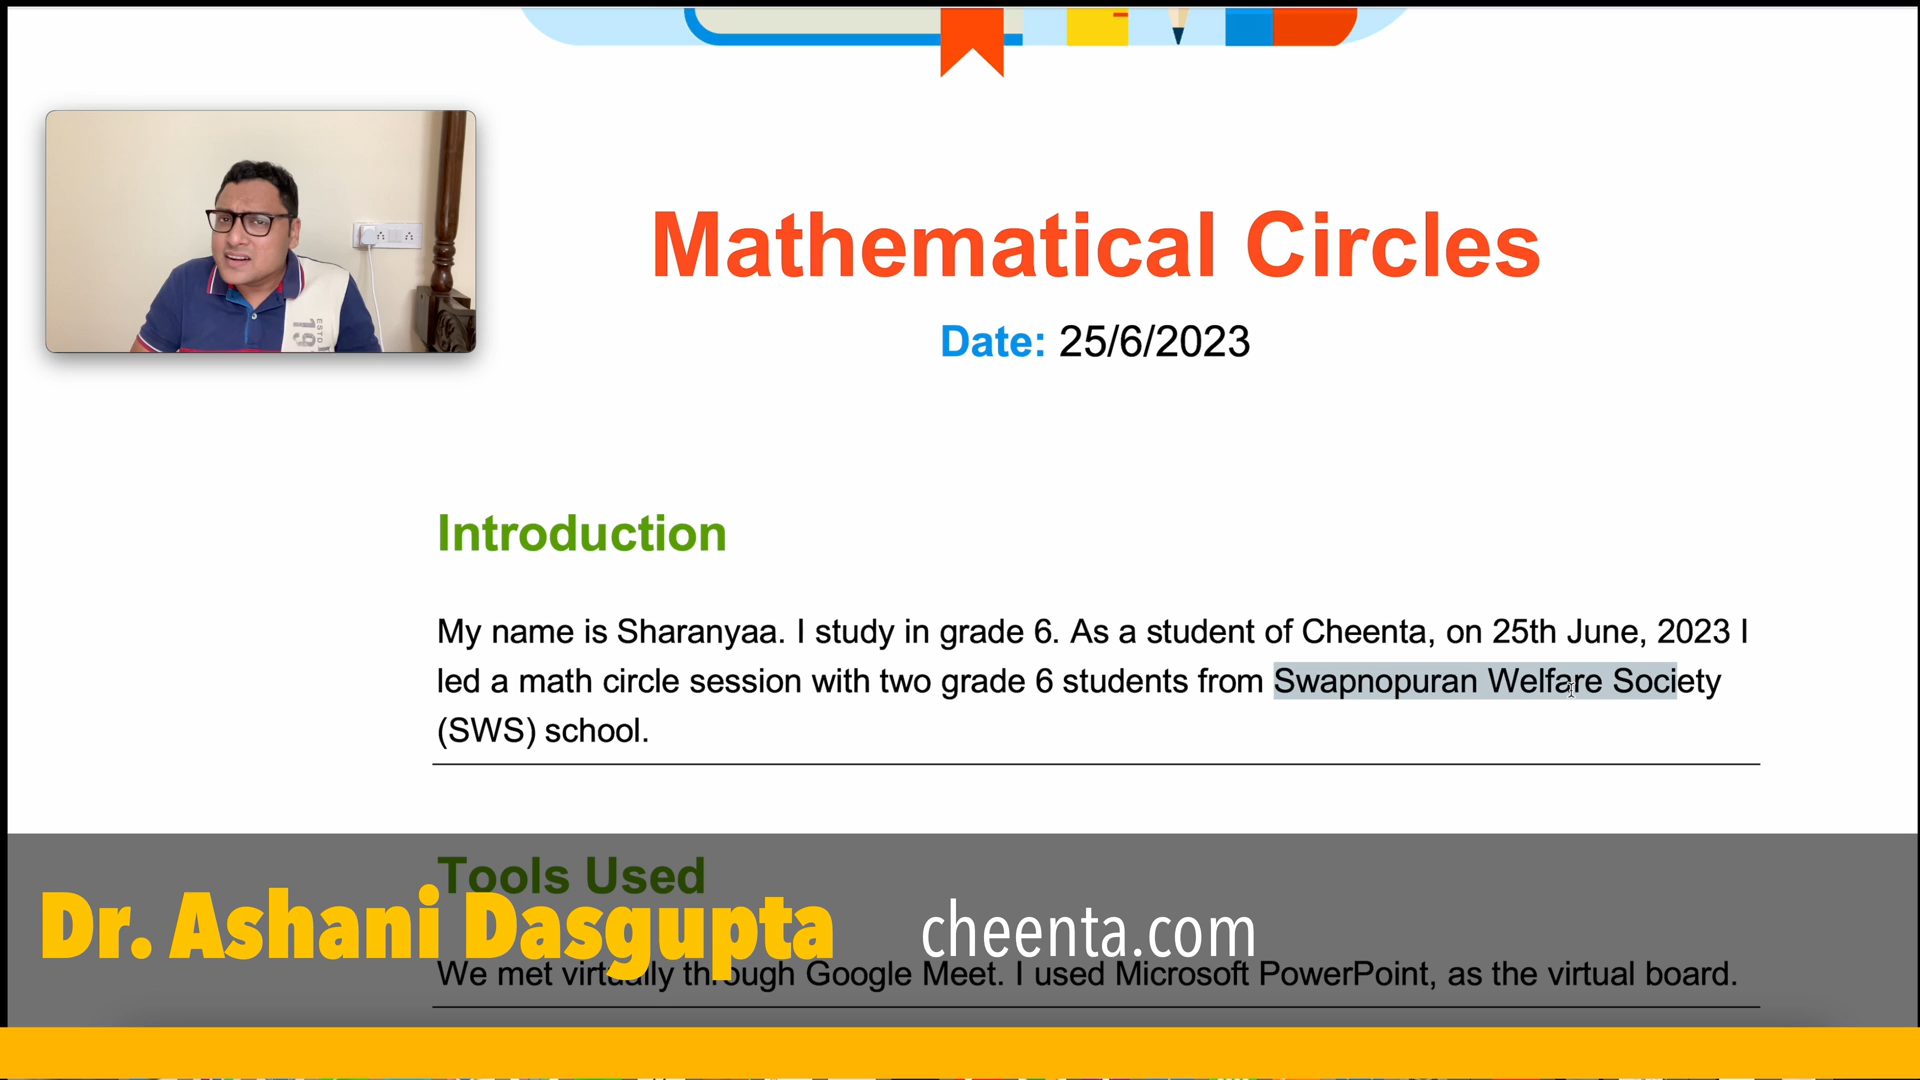 Mathematical Circles
Date: 25/6/2023
Introduction
My name is Sharanyaa. I study in grade 6. As a student of Cheenta, on 25th June, 2023 I
led a math circle session with two grade 6 students from Swapnopuran Welfare Society
(SWS) school.
Tools Used
Dr. Ashani Dasgupta
cheenta.com
We met virtually through Google Meet. I used Microsoft PowerPoint, as the virtual board.
ESTD.
19